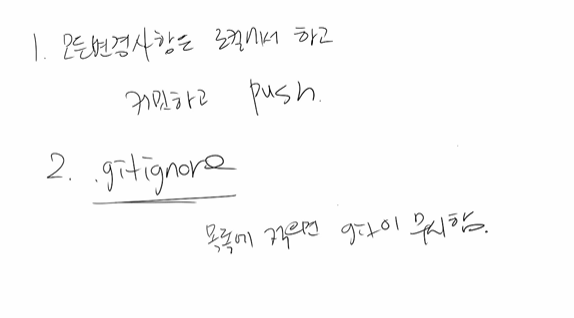 1. 모든변경사항은 로컬에서 하고
커밋하고 push.
2. .gitignore
목록에 적으면 git이 무시함.